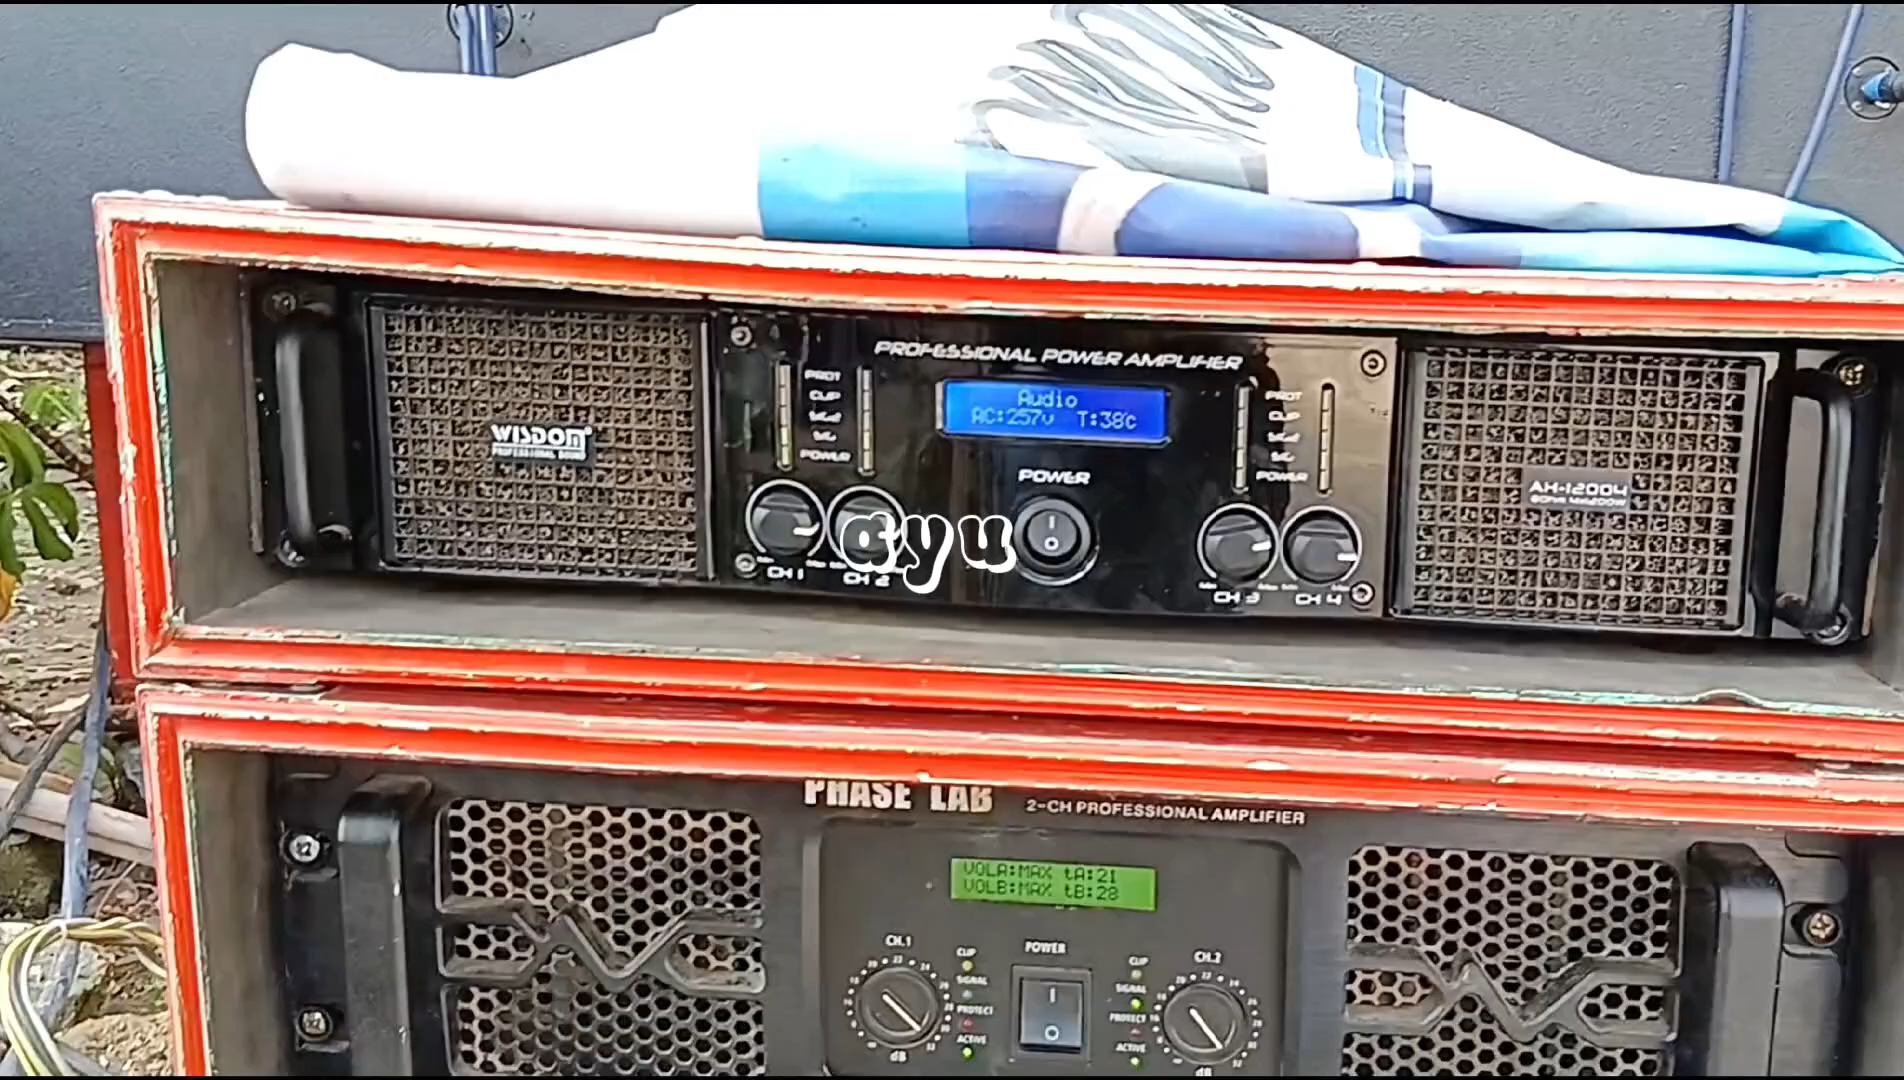 PROFESSIONAL POWER AMPLIFIER
PROT
CLIP
SIG
POWER
WISDOM
PROFESSIONAL SOUND
Audio
AC:257v T:38c
POWER
PROT
CLIP
SIG
POWER
AH-12004
ayu
CH 1
CH 2
CH 3
CH 4
PHASE LAB
2-CH PROFESSIONAL AMPLIFIER
VOLA:MAX tA:21
VOLB:MAX tB:28
CH.1
CLIP
SIGNAL
PROTECT
ACTIVE
dB
POWER
CLIP
SIGNAL
PROTECT
ACTIVE
CH.2
dB